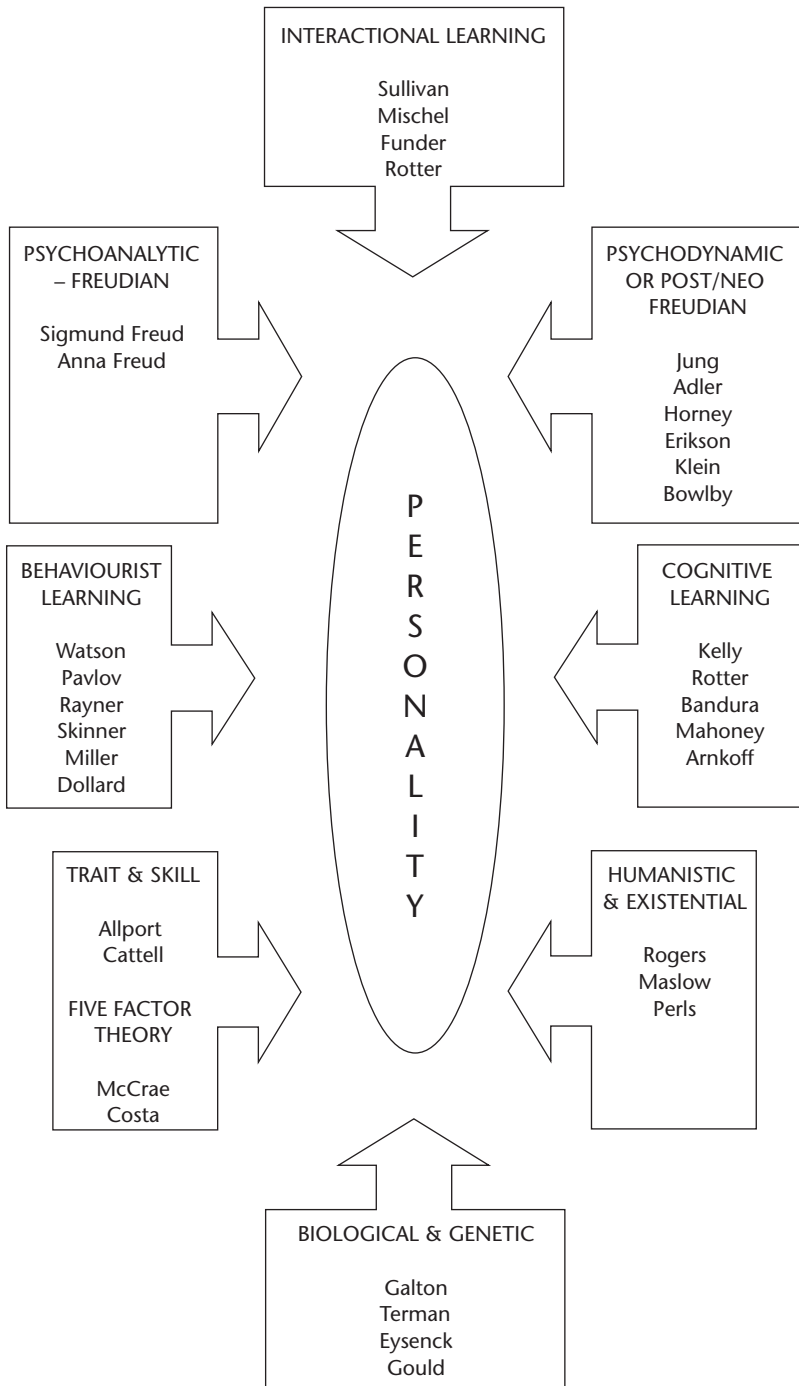 INTERACTIONAL LEARNING
Sullivan
Mischel
Funder
Rotter
PSYCHOANALYTIC
– FREUDIAN
Sigmund Freud
Anna Freud
PSYCHODYNAMIC
OR POST/NEO
FREUDIAN
Jung
Adler
Horney
Erikson
Klein
Bowlby
P
E
R
S
O
N
A
L
I
T
Y
BEHAVIOURIST
LEARNING
Watson
Pavlov
Rayner
Skinner
Miller
Dollard
COGNITIVE
LEARNING
Kelly
Rotter
Bandura
Mahoney
Arnkoff
TRAIT & SKILL
Allport
Cattell
FIVE FACTOR
THEORY
McCrae
Costa
HUMANISTIC
& EXISTENTIAL
Rogers
Maslow
Perls
BIOLOGICAL & GENETIC
Galton
Terman
Eysenck
Gould